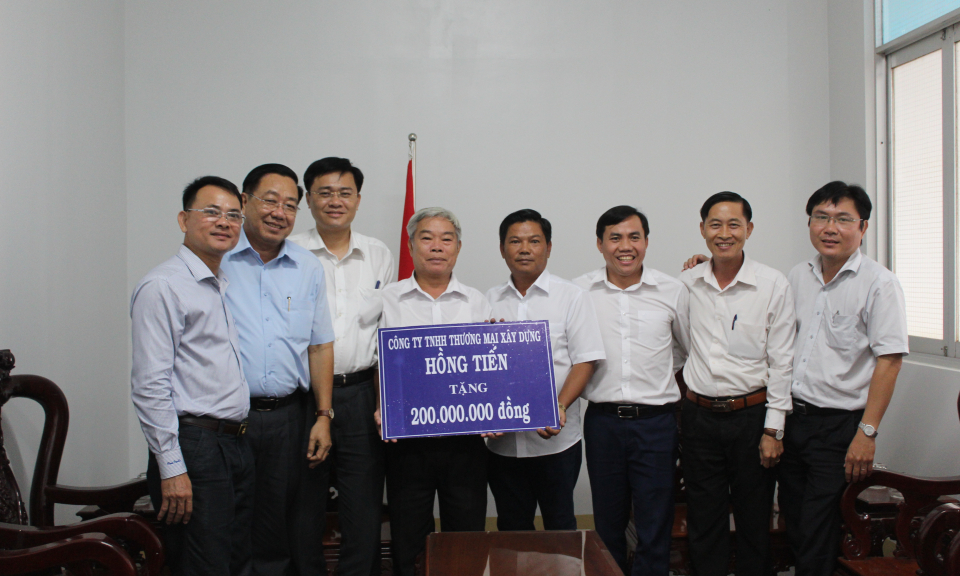 CÔNG TY TNHH THƯƠNG MẠI XÂY DỰNG
HỒNG TIẾN
TẶNG
200.000.000 đồng